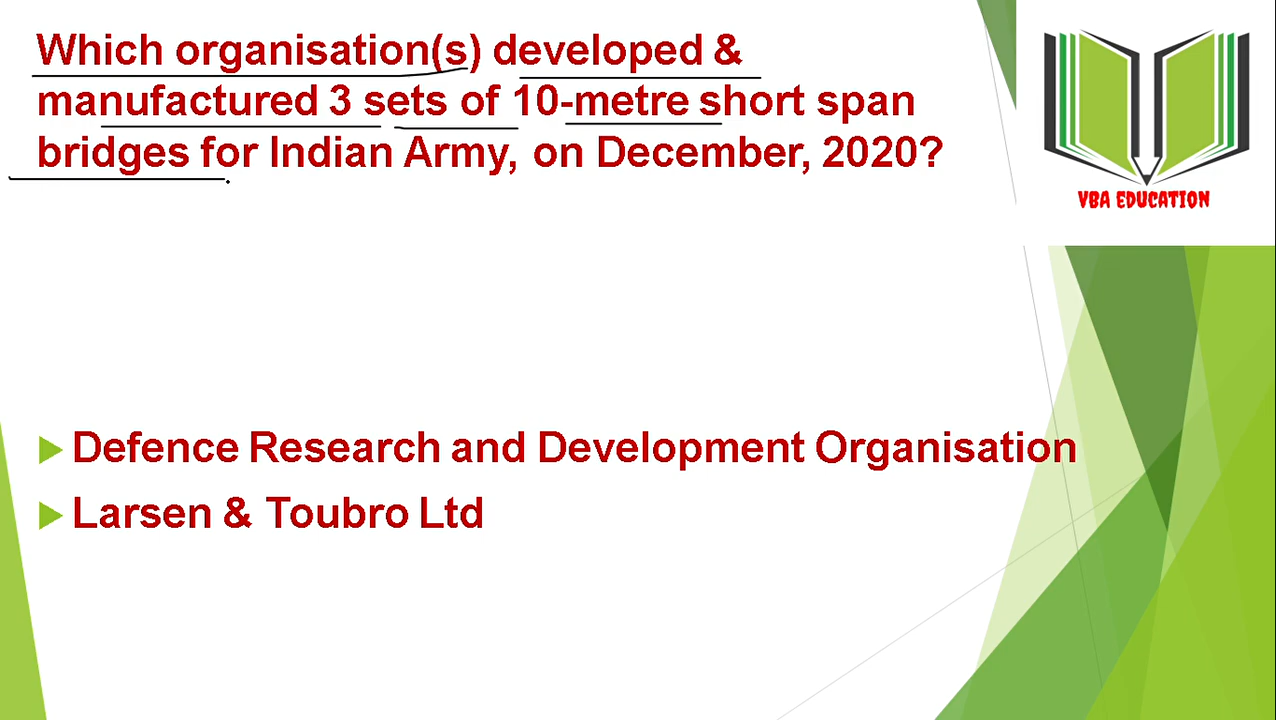 Which organisation(s) developed &
manufactured 3 sets of 10-metre short span
bridges for Indian Army, on December, 2020?
VBA EDUCATION
Defence Research and Development Organisation
Larsen & Toubro Ltd